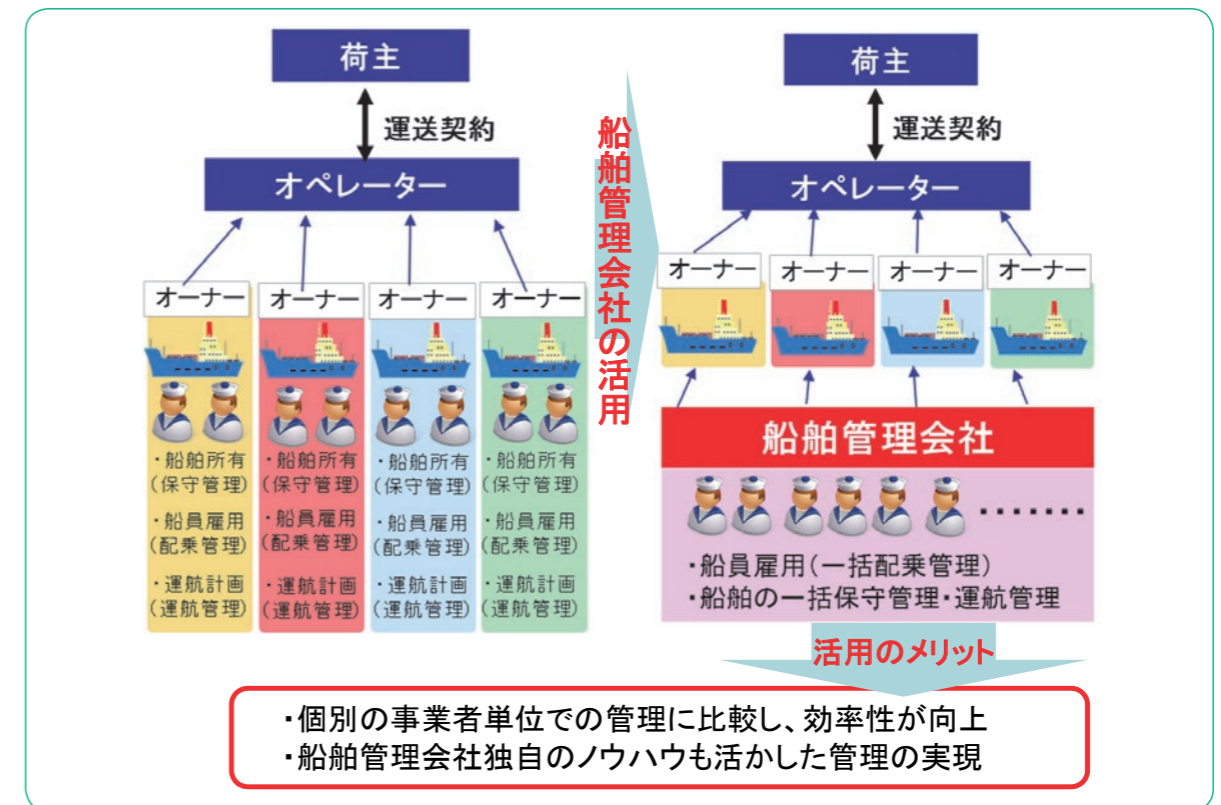 荷主
運送契約
オペレーター
オーナー
・船舶所有
(保守管理)
・船員雇用
(配乗管理)
・運航計画
(運航管理)
オーナー
・船舶所有
(保守管理)
・船員雇用
(配乗管理)
・運航計画
(運航管理)
オーナー
・船舶所有
(保守管理)
・船員雇用
(配乗管理)
・運航計画
(運航管理)
オーナー
・船舶所有
(保守管理)
・船員雇用
(配乗管理)
・運航計画
(運航管理)
船舶管理会社の活用
荷主
運送契約
オペレーター
オーナー
オーナー
オーナー
オーナー
船舶管理会社
・・・・・・・
・船員雇用(一括配乗管理)
・船舶の一括保守管理・運航管理
活用のメリット
・個別の事業者単位での管理に比較し、効率性が向上
・船舶管理会社独自のノウハウも活かした管理の実現